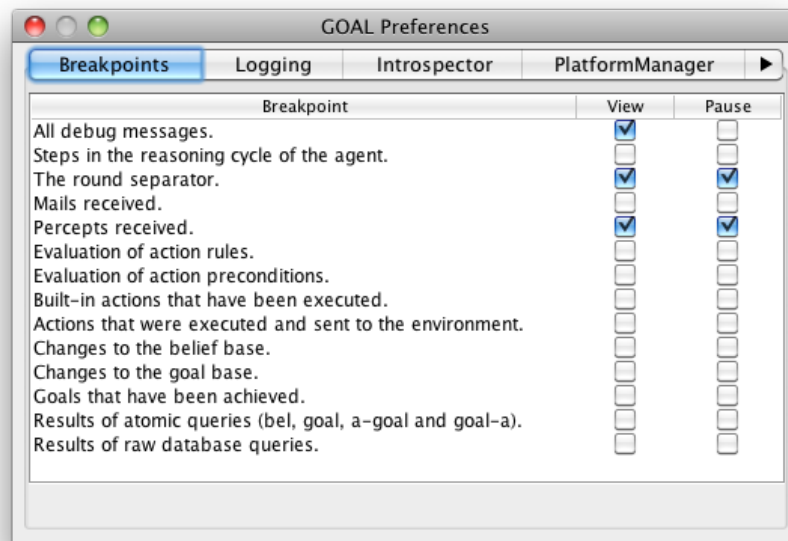 GOAL Preferences
Breakpoints Logging Introspector PlatformManager
Breakpoint View Pause
All debug messages.
Steps in the reasoning cycle of the agent.
The round separator.
Mails received.
Percepts received.
Evaluation of action rules.
Evaluation of action preconditions.
Built-in actions that have been executed.
Actions that were executed and sent to the environment.
Changes to the belief base.
Changes to the goal base.
Goals that have been achieved.
Results of atomic queries (bel, goal, a-goal and goal-a).
Results of raw database queries.